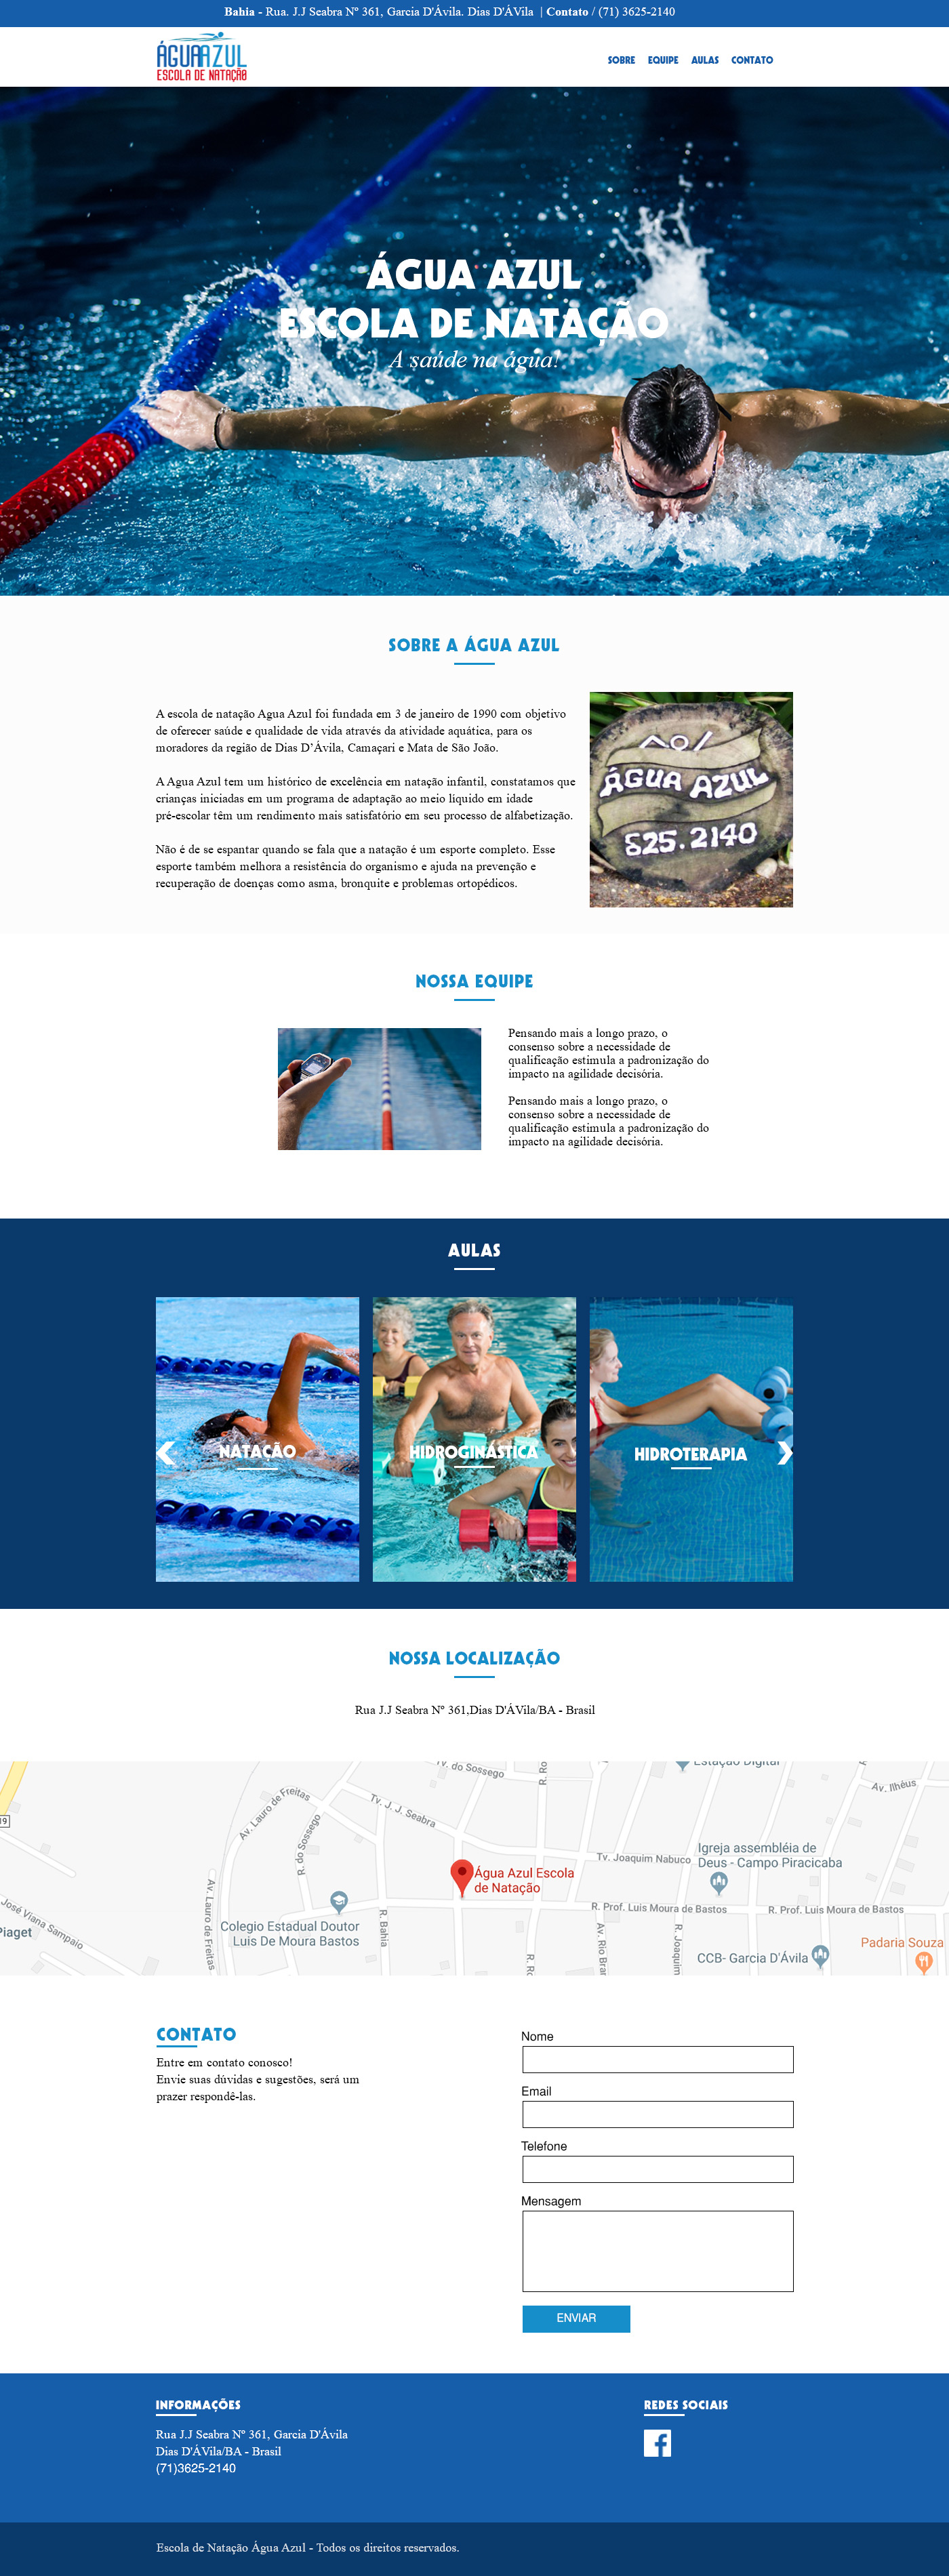 Bahia - Rua. J.J Seabra Nº 361, Garcia D'Ávila. Dias D'ÁVila | Contato / (71) 3625-2140
ÁGUA AZUL
ESCOLA DE NATAÇÃO
SOBRE EQUIPE AULAS CONTATO
ÁGUA AZUL
ESCOLA DE NATAÇÃO
A saúde na água!
SOBRE A ÁGUA AZUL
A escola de natação Agua Azul foi fundada em 3 de janeiro de 1990 com objetivo
de oferecer saúde e qualidade de vida através da atividade aquática, para os
moradores da região de Dias D’Ávila, Camaçari e Mata de São João.
A Agua Azul tem um histórico de excelência em natação infantil, constatamos que
crianças iniciadas em um programa de adaptação ao meio liquido em idade
pré-escolar têm um rendimento mais satisfatório em seu processo de alfabetização.
Não é de se espantar quando se fala que a natação é um esporte completo. Esse
esporte também melhora a resistência do organismo e ajuda na prevenção e
recuperação de doenças como asma, bronquite e problemas ortopédicos.
ÁGUA AZUL
625.2140
NOSSA EQUIPE
Pensando mais a longo prazo, o
consenso sobre a necessidade de
qualificação estimula a padronização do
impacto na agilidade decisória.
Pensando mais a longo prazo, o
consenso sobre a necessidade de
qualificação estimula a padronização do
impacto na agilidade decisória.
AULAS
NATAÇÃO
HIDROGINÁSTICA
HIDROTERAPIA
NOSSA LOCALIZAÇÃO
Rua J.J Seabra Nº 361,Dias D'ÁVila/BA - Brasil
Tv. do Sossego
R. Ro
Estação Digital
Av. Ilhéus
Av. Lauro de Freitas
R. do Sossego
Tv. J. J. Seabra
19
Igreja assembléia de
Deus - Campo Piracicaba
Tv. Joaquim Nabuco
Água Azul Escola
de Natação
Av. Lauro de Freitas
José Viana Sampaio
Piaget
Colegio Estadual Doutor
Luis De Moura Bastos
R. Bahia
R. Prof. Luis Moura de Bastos
R. Prof. Luis Moura de Bastos
R. Ro
Av. Rio Bran
R. Joaquim
CCB- Garcia D'Ávila
Padaria Souza
CONTATO
Entre em contato conosco!
Envie suas dúvidas e sugestões, será um
prazer respondê-las.
Nome
Email
Telefone
Mensagem
ENVIAR
INFORMAÇÕES
Rua J.J Seabra Nº 361, Garcia D'Ávila
Dias D'ÁVila/BA - Brasil
(71)3625-2140
REDES SOCIAIS
Escola de Natação Água Azul - Todos os direitos reservados.